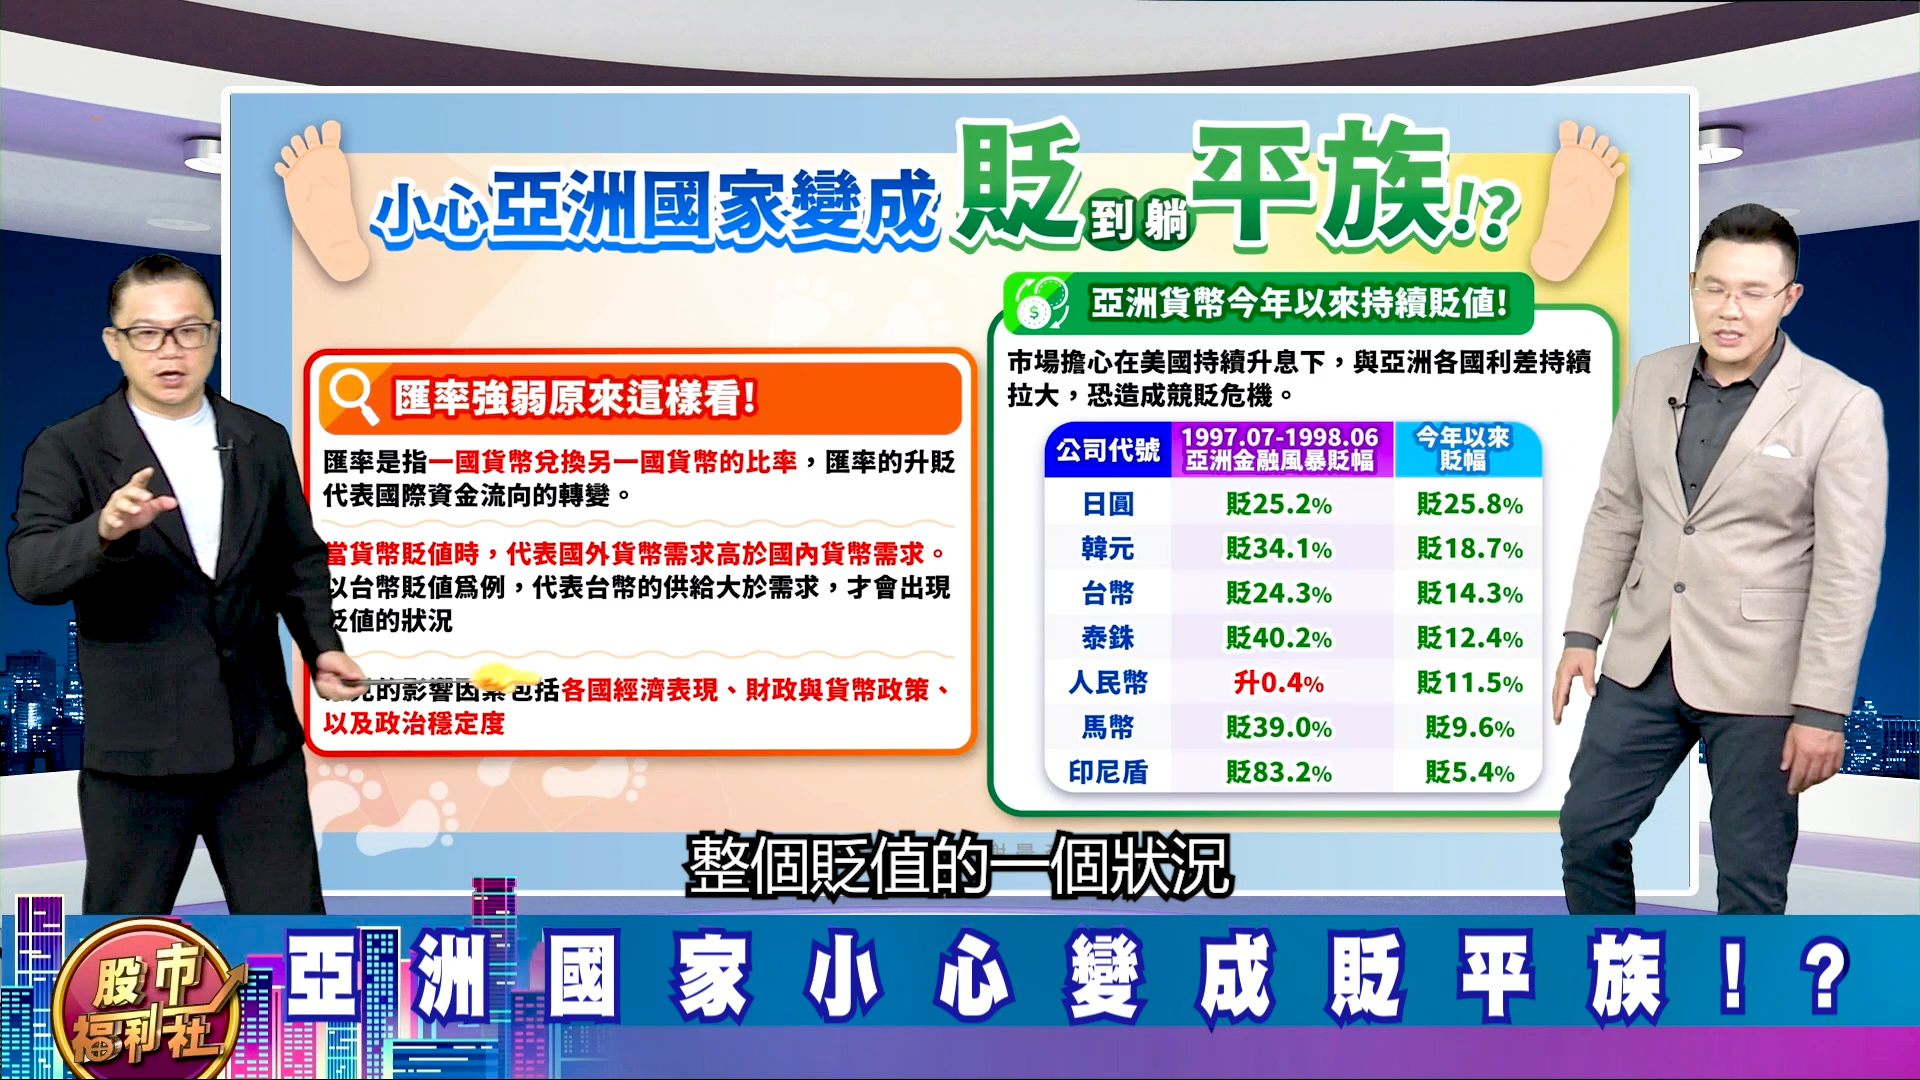 小心亞洲國家變成貶到躺平族!?
匯率強弱原來這樣看!
匯率是指一國貨幣兌換另一國貨幣的比率，匯率的升貶
代表國際資金流向的轉變。
當貨幣貶值時，代表國外貨幣需求高於國內貨幣需求。
以台幣貶值為例，代表台幣的供給大於需求，才會出現
貶值的狀況
的影響因素包括各國經濟表現、財政與貨幣政策、
以及政治穩定度
亞洲貨幣今年以來持續貶值!
市場擔心在美國持續升息下，與亞洲各國利差持續
拉大，恐造成競貶危機。
公司代號 1997.07-1998.06 亞洲金融風暴貶幅 今年以來貶幅
日圓 貶25.2% 貶25.8%
韓元 貶34.1% 貶18.7%
台幣 貶24.3% 貶14.3%
泰銖 貶40.2% 貶12.4%
人民幣 升0.4% 貶11.5%
馬幣 貶39.0% 貶9.6%
印尼盾 貶83.2% 貶5.4%
整個貶值的一個狀況
股市
福利社
亞洲國家小心變成貶平族!?